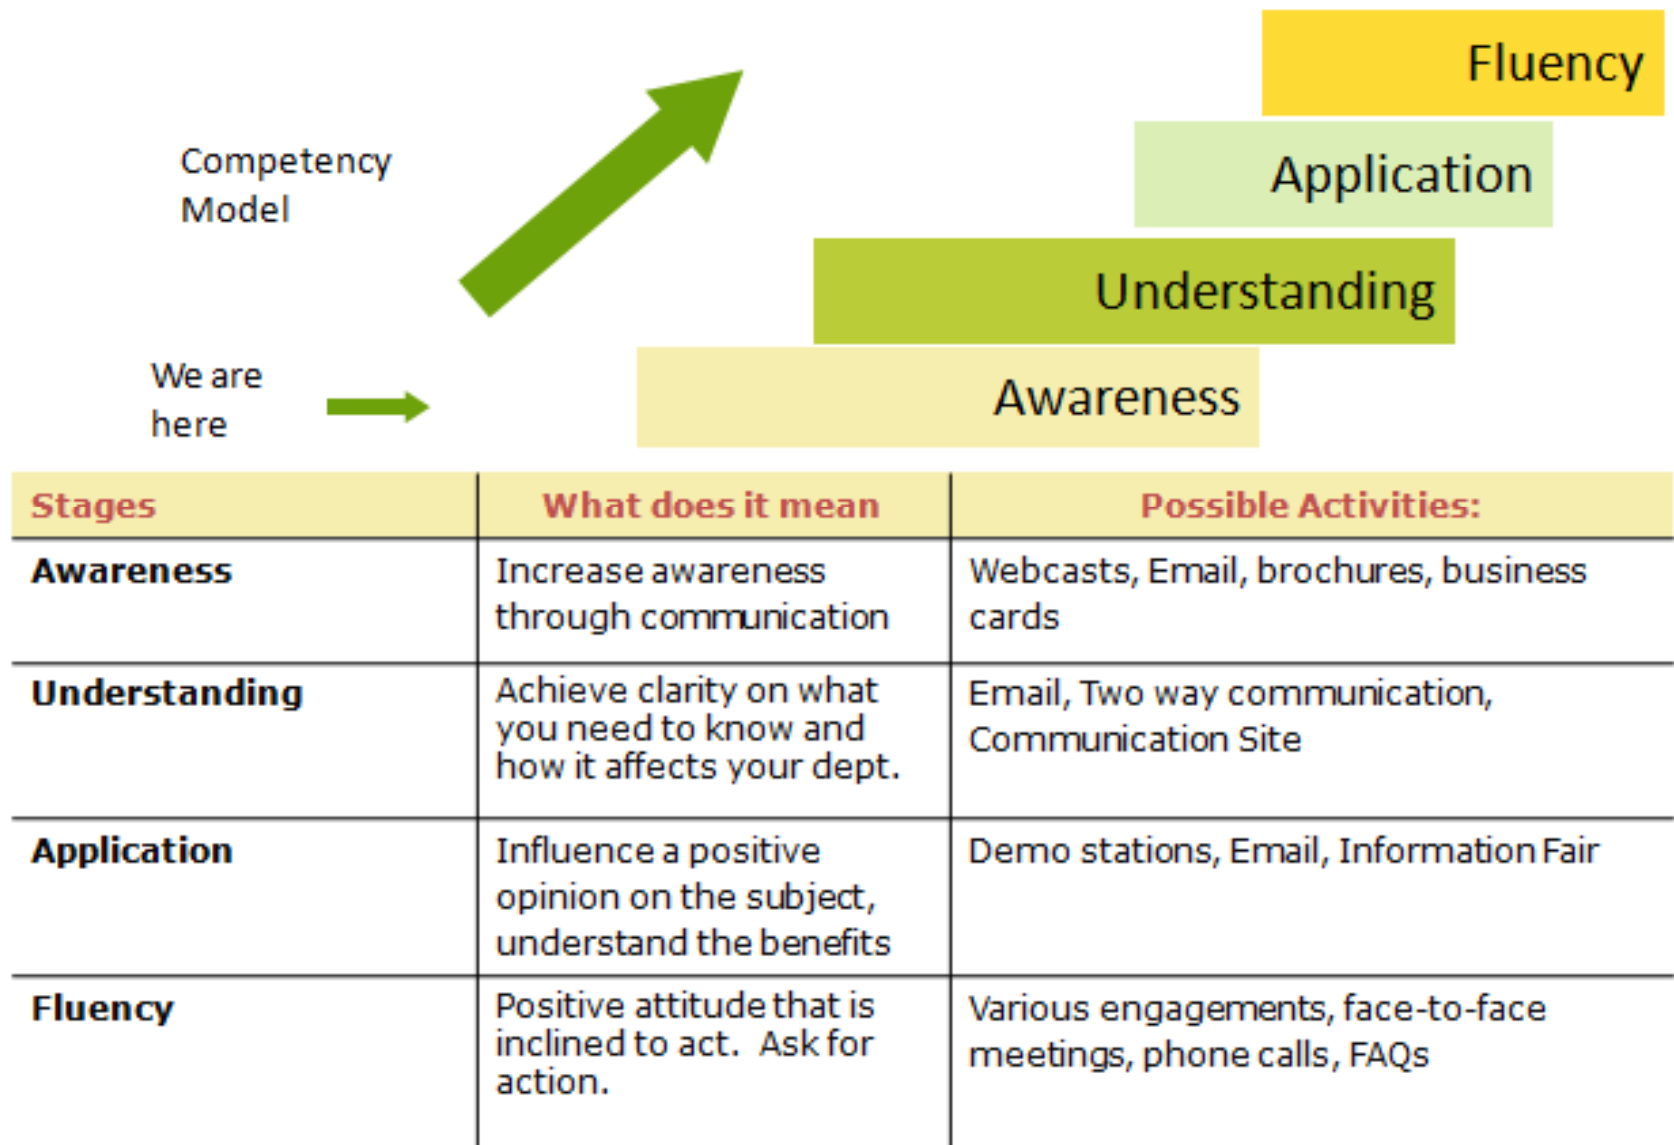 Fluency
Application
Competency
Model
Understanding
We are
here
Awareness
Stages
What does it mean
Possible Activities:
Awareness
Increase awareness
through communication
Webcasts, Email, brochures, business
cards
Understanding
Achieve clarity on what
you need to know and
how it affects your dept.
Email, Two way communication,
Communication Site
Application
Influence a positive
opinion on the subject,
understand the benefits
Demo stations, Email, Information Fair
Fluency
Positive attitude that is
inclined to act.  Ask for
action.
Various engagements, face-to-face
meetings, phone calls, FAQs